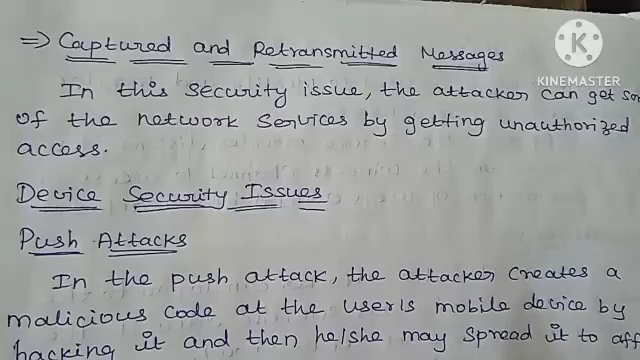 ⇒ Captured and Retransmitted Messages
KINEMASTER
In this security issue, the attacker can get
of the network services by getting unauthorized
access.
Device Security Issues
Push Attacks
In the push attack, the attacker creates a
malicious code at the user's mobile device by
hacking it and then he/she may spread it to